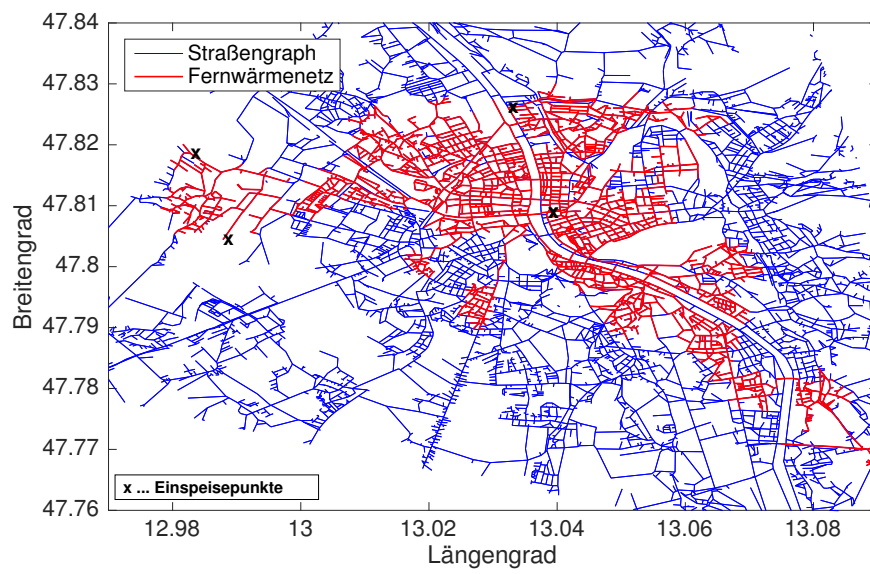 47.84
47.83
47.82
47.81
47.8
47.79
47.78
47.77
47.76
Breitengrad
Straßengraph
Fernwärmenetz
x
x
x
x
x ... Einspeisepunkte
12.98 13 13.02 13.04 13.06 13.08
Längengrad